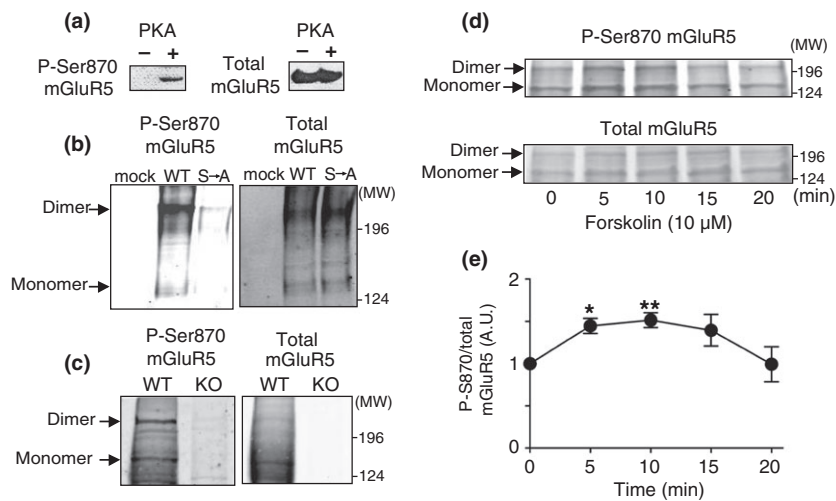 (a)
PKA
PKA
– +
– +
P-Ser870
mGluR5
Total
mGluR5
(b)
P-Ser870
mGluR5
Total
mGluR5
mock WT S→A
mock WT S→A
(MW)
Dimer
196
Monomer
124
(c)
P-Ser870
mGluR5
Total
mGluR5
WT KO
WT KO
(MW)
Dimer
196
Monomer
124
(d)
P-Ser870 mGluR5
(MW)
Dimer
196
Monomer
124
Total mGluR5
Dimer
196
Monomer
124
0 5 10 15 20 (min)
Forskolin (10 μM)
(e)
P-S870/total
mGluR5 (A.U.)
2
1
0
* **
0 5 10 15 20
Time (min)